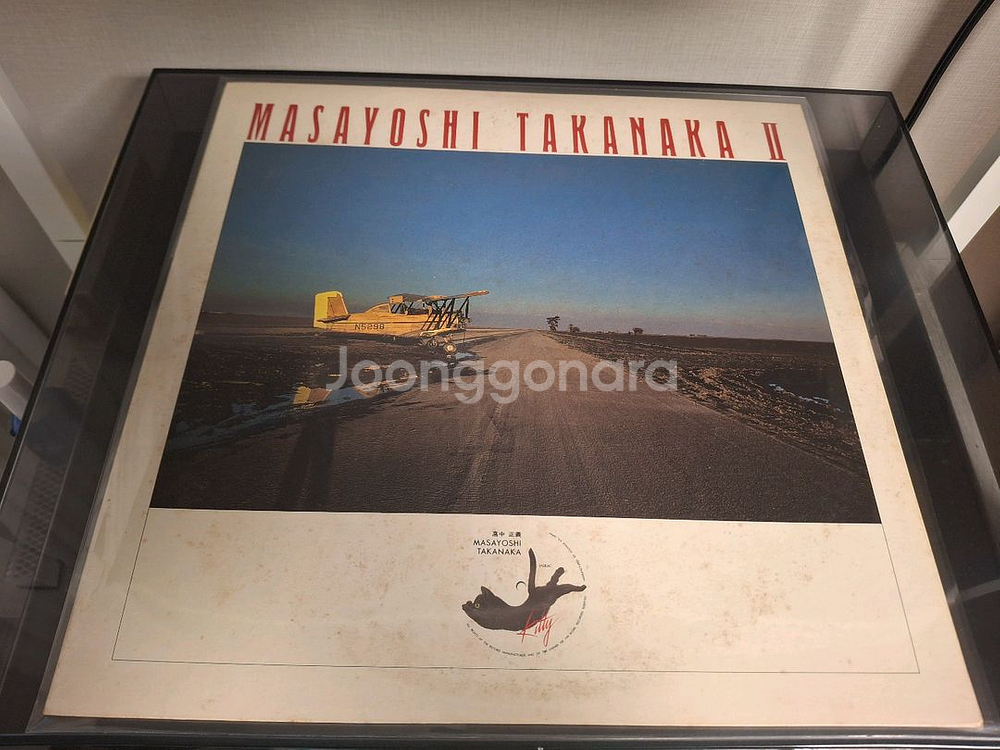 MASAYOSHI TAKANAKA II
N5298
Joonggonara
高中 正義
MASAYOSHI
TAKANAKA
Kitty